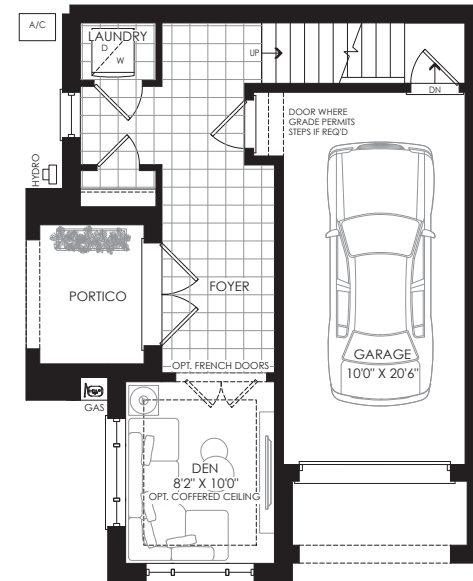 A/C
LAUNDRY
D
W
UP
DN
DOOR WHERE
GRADE PERMITS
STEPS IF REQ'D
HYDRO
PORTICO
FOYER
GARAGE
10'0" X 20'6"
OPT. FRENCH DOORS
GAS
DEN
8'2" X 10'0"
OPT. COFFERED CEILING